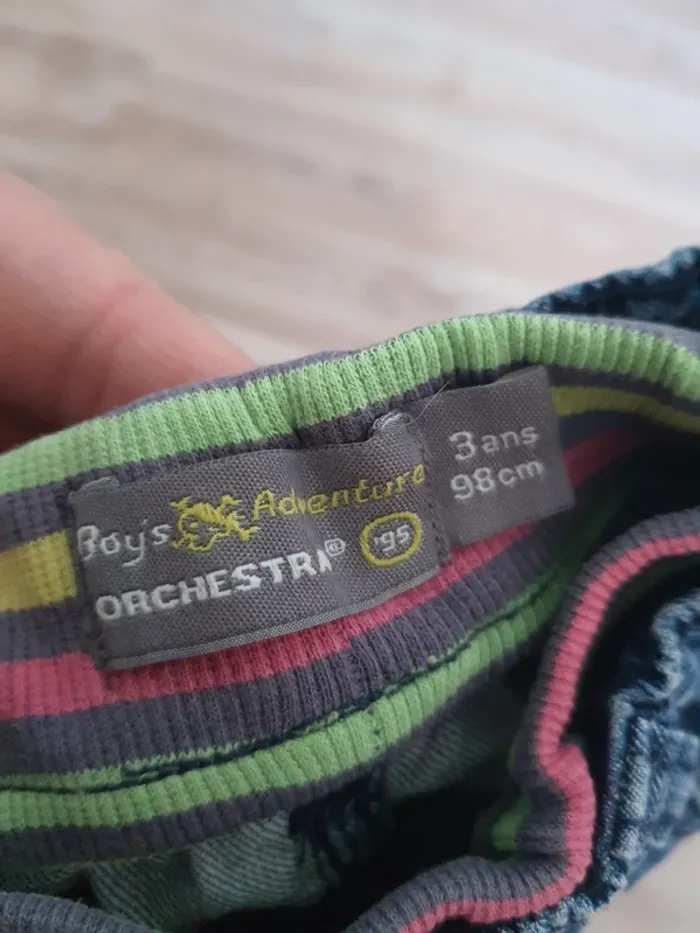 Boy's Adventure
ORCHESTRA® '95
3 ans
98 cm